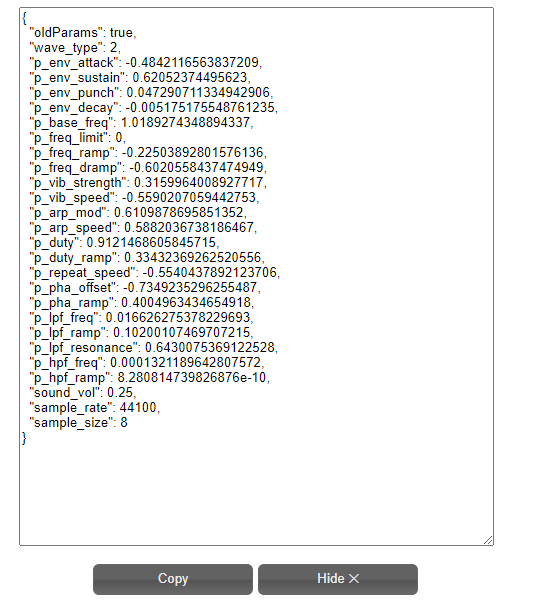 {
"oldParams": true,
"wave_type": 2,
"p_env_attack": -0.4842116563837209,
"p_env_sustain": 0.62052374495623,
"p_env_punch": 0.047290711334942906,
"p_env_decay": -0.005175175548761235,
"p_base_freq": 1.0189274348894337,
"p_freq_limit": 0,
"p_freq_ramp": -0.22503892801576136,
"p_freq_dramp": -0.6020558437474949,
"p_vib_strength": 0.3159964008927717,
"p_vib_speed": -0.5590207059442753,
"p_arp_mod": 0.6109878695851352,
"p_arp_speed": 0.5882036738186467,
"p_duty": 0.9121468605845715,
"p_duty_ramp": 0.33432369262520556,
"p_repeat_speed": -0.5540437892123706,
"p_pha_offset": -0.7349235296255487,
"p_pha_ramp": 0.4004963434654918,
"p_lpf_freq": 0.016626275378229693,
"p_lpf_ramp": 0.10200107469707215,
"p_lpf_resonance": 0.6430075369122528,
"p_hpf_freq": 0.0001321189642807572,
"p_hpf_ramp": 8.280814739826876e-10,
"sound_vol": 0.25,
"sample_rate": 44100,
"sample_size": 8
}
Copy
Hide ✕